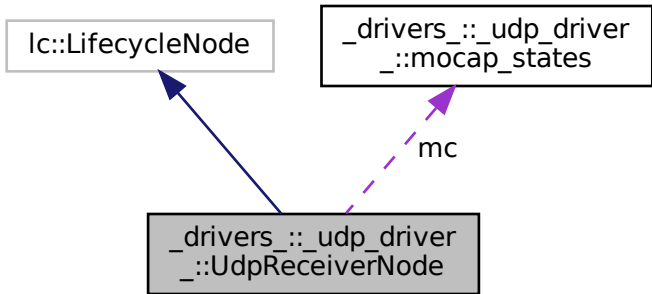 lc::LifecycleNode
_drivers_::_udp_driver
_::mocap_states
mc
_drivers_::_udp_driver
_::UdpReceiverNode